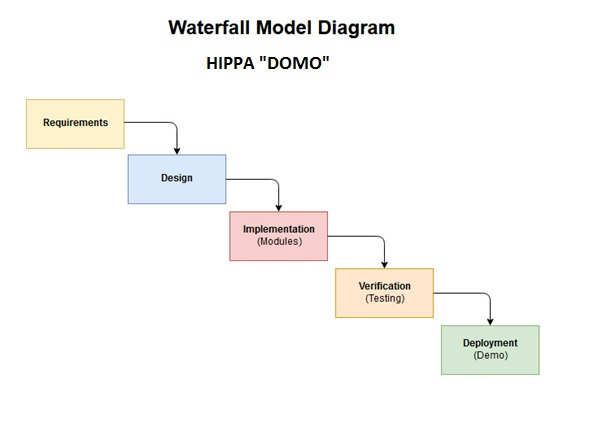 Waterfall Model Diagram
HIPPA "DOMO"
Requirements
Design
Implementation
(Modules)
Verification
(Testing)
Deployment
(Demo)